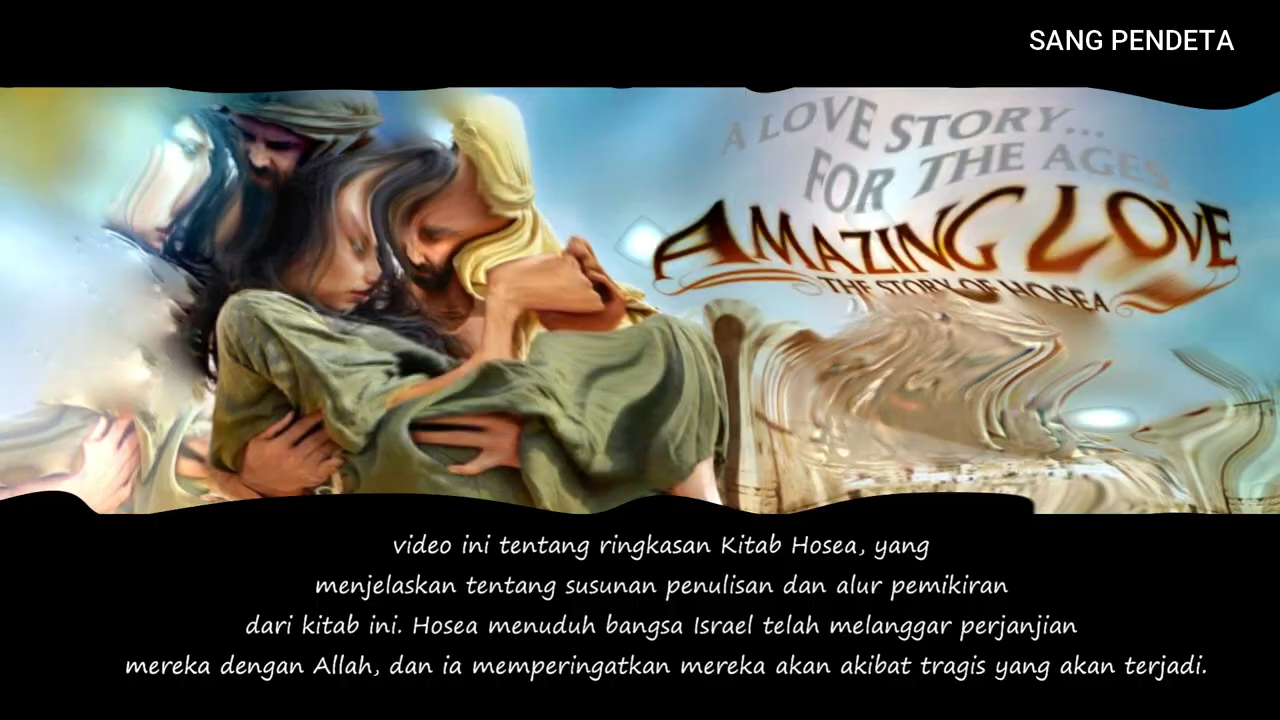 SANG PENDETA
A LOVE STORY...
FOR THE AGES
AMAZING LOVE
THE STORY OF HOSEA
video ini tentang ringkasan Kitab Hosea, yang
menjelaskan tentang susunan penulisan dan alur pemikiran
dari kitab ini. Hosea menuduh bangsa Israel telah melanggar perjanjian
mereka dengan Allah, dan ia memperingatkan mereka akan akibat tragis yang akan terjadi.